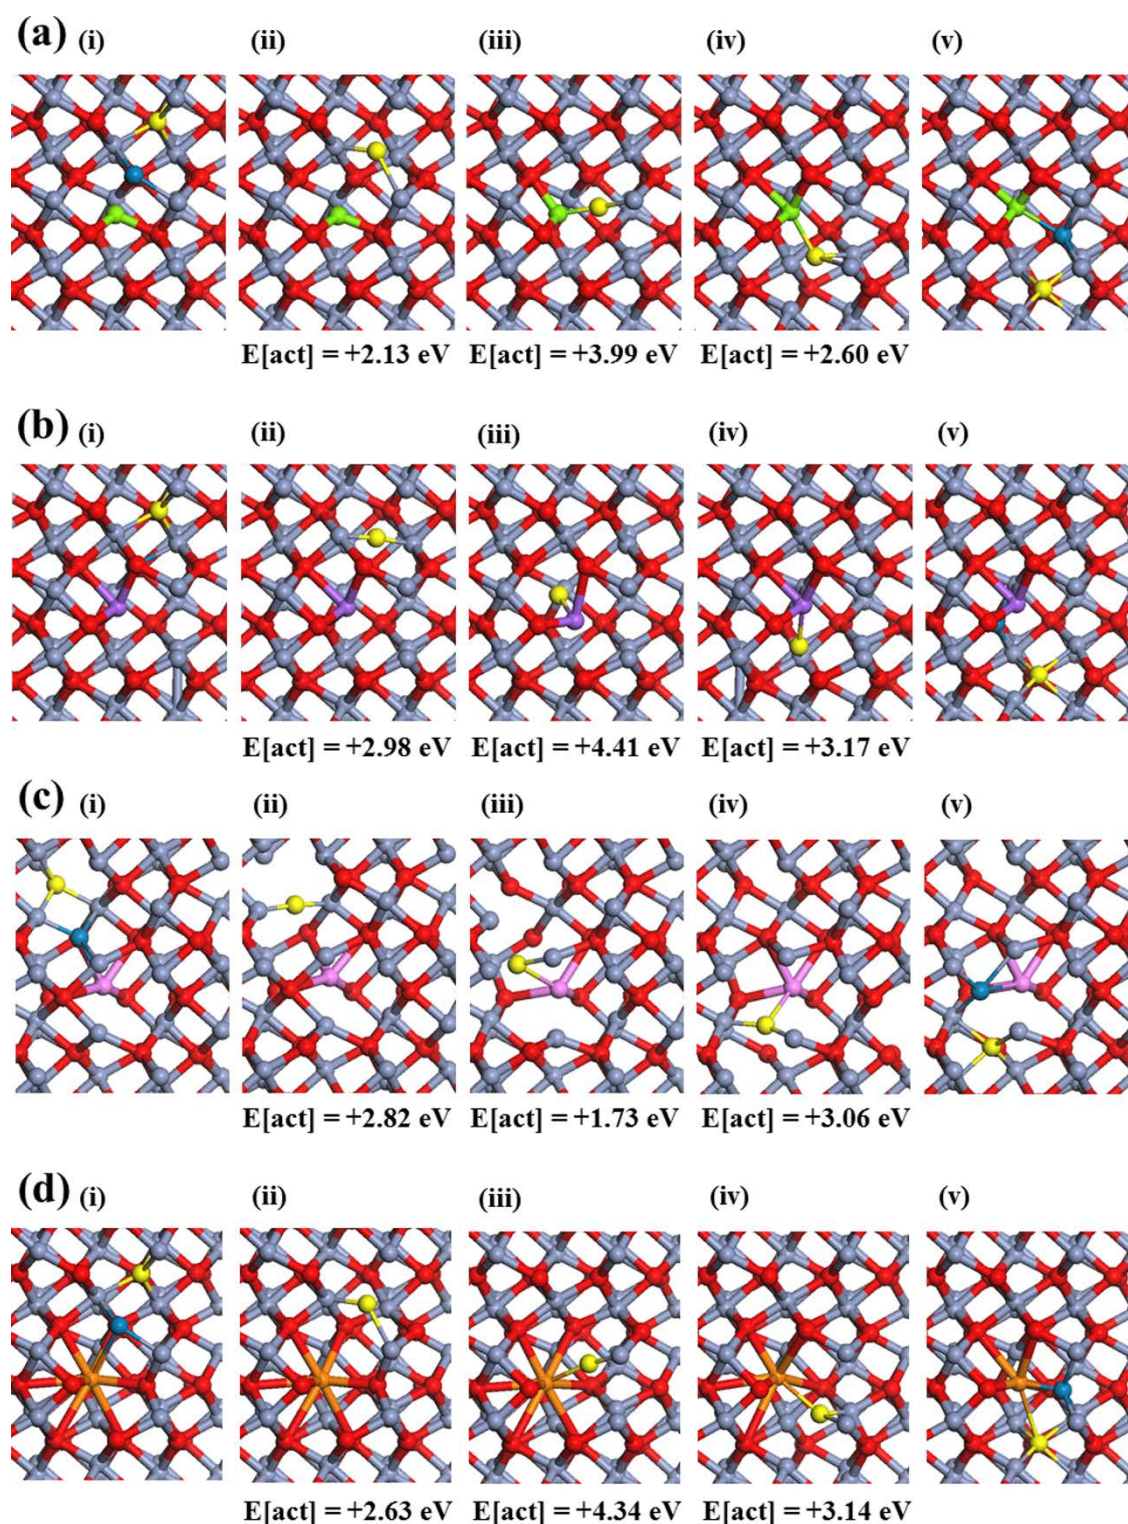 (a) (i) (ii) (iii) (iv) (v)
E[act] = +2.13 eV E[act] = +3.99 eV E[act] = +2.60 eV
(b) (i) (ii) (iii) (iv) (v)
E[act] = +2.98 eV E[act] = +4.41 eV E[act] = +3.17 eV
(c) (i) (ii) (iii) (iv) (v)
E[act] = +2.82 eV E[act] = +1.73 eV E[act] = +3.06 eV
(d) (i) (ii) (iii) (iv) (v)
E[act] = +2.63 eV E[act] = +4.34 eV E[act] = +3.14 eV